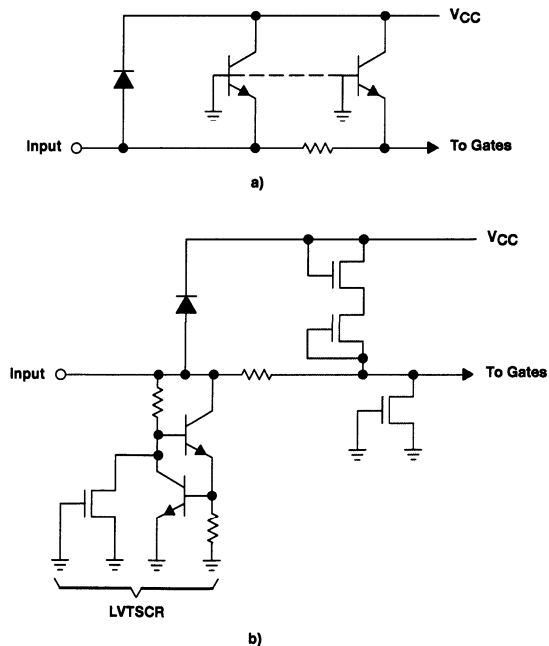 VCC
Input
To Gates
a)
VCC
Input
To Gates
LVTSCR
b)